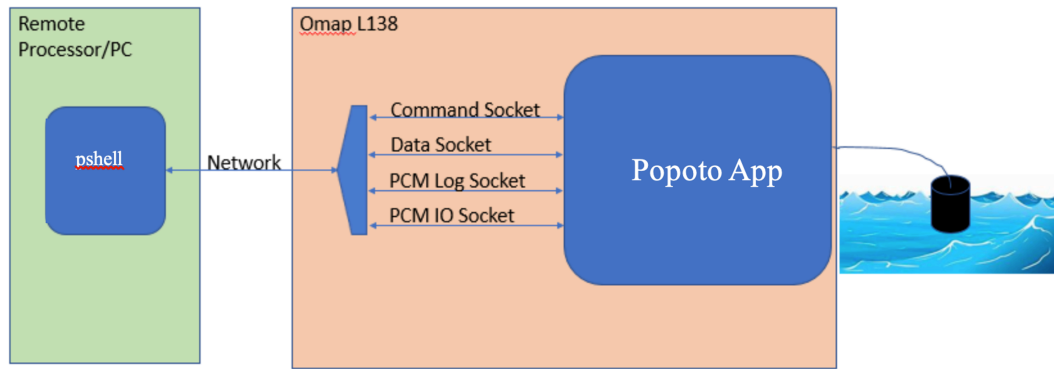 Remote
Processor/PC
Omap L138
pshell
Network
Command Socket
Data Socket
PCM Log Socket
PCM IO Socket
Popoto App